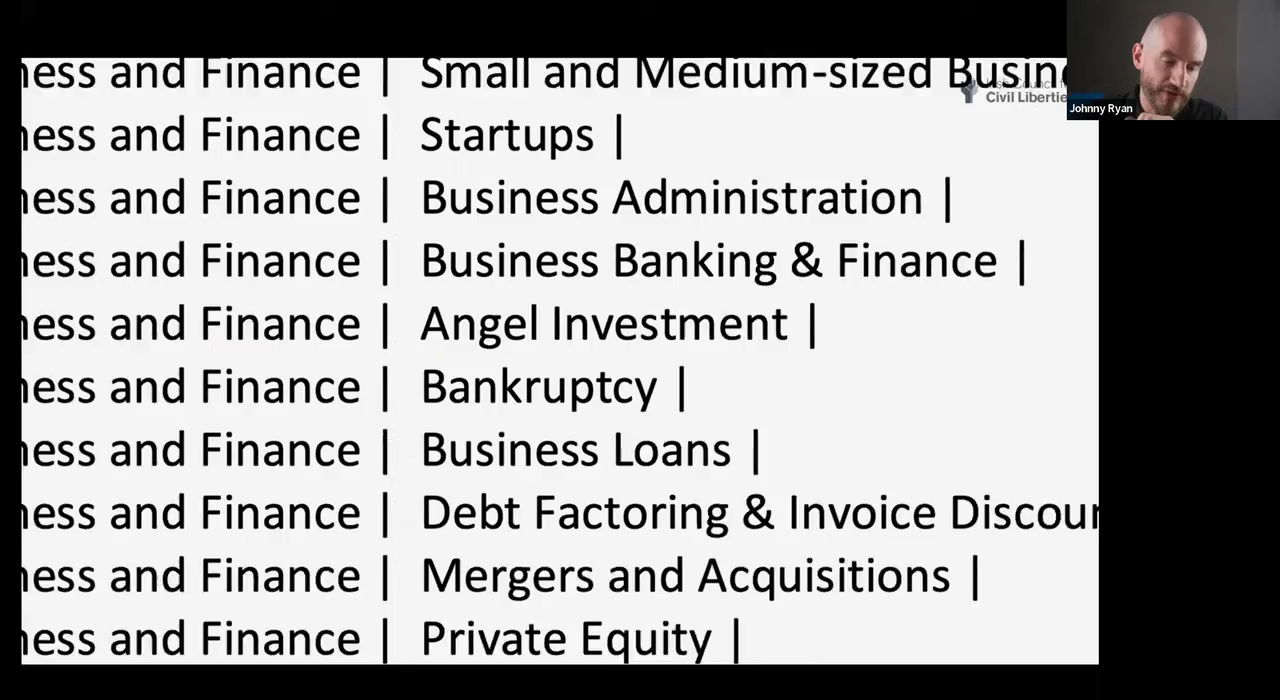 ness and Finance | Small and Medium-sized Busine
Civil Libertie
Johnny Ryan
ness and Finance | Startups |
ness and Finance | Business Administration |
ness and Finance | Business Banking & Finance |
ness and Finance | Angel Investment |
ness and Finance | Bankruptcy |
ness and Finance | Business Loans |
ness and Finance | Debt Factoring & Invoice Discoun
ness and Finance | Mergers and Acquisitions |
ness and Finance | Private Equity |